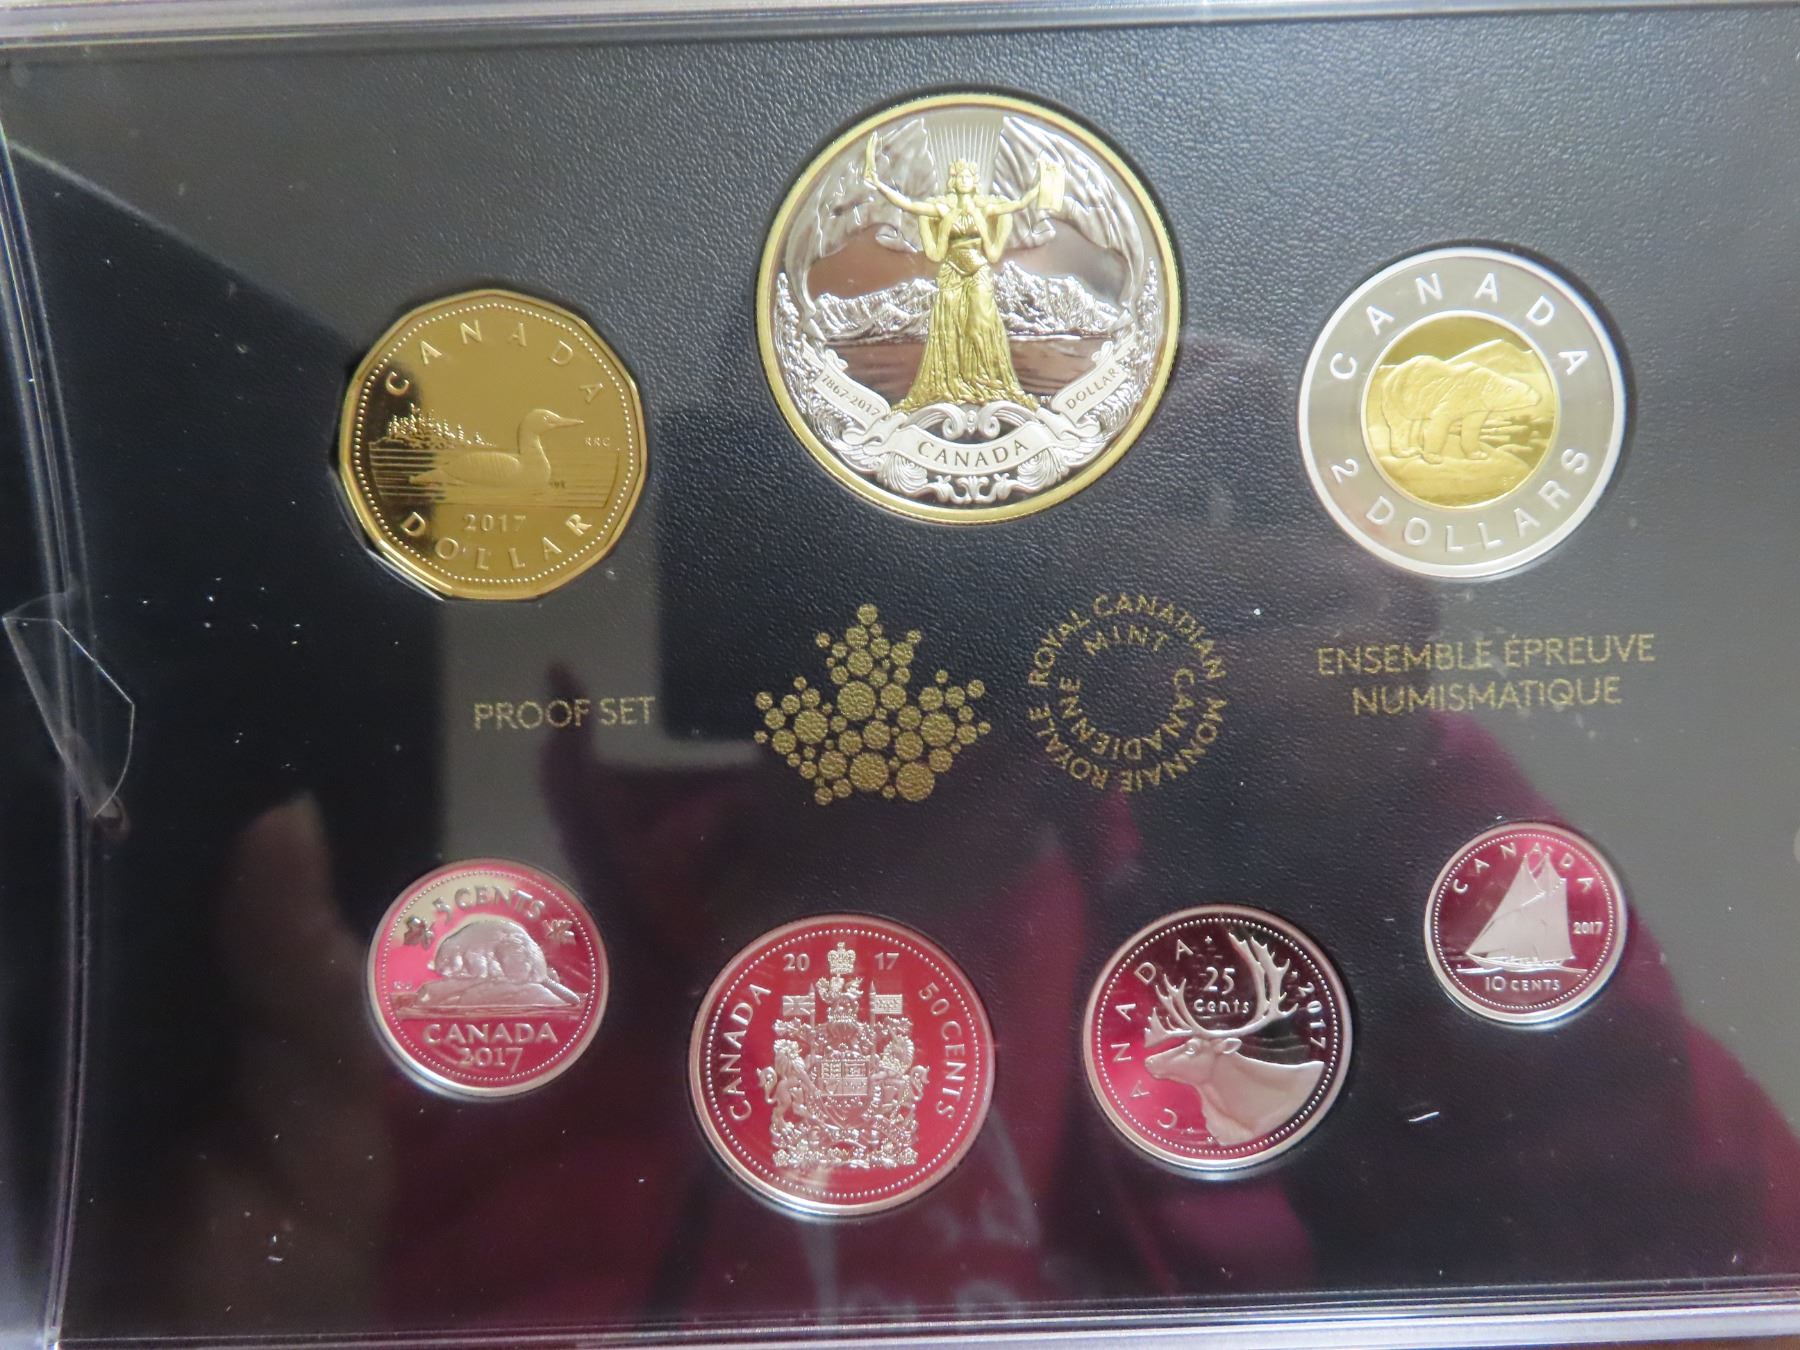 CANADA
RRC
2017
DOLLAR
1867-2017
DOLLAR
CANADA
CANADA
2 DOLLARS
PROOF SET
ROYAL CANADIAN MINT
MONNAIE ROYALE CANADIENNE
ENSEMBLE ÉPREUVE
NUMISMATIQUE
5 CENTS
CANADA
2017
20 17
CANADA
50 CENTS
CANADA
25
cents
2017
CANADA
2017
10 CENTS